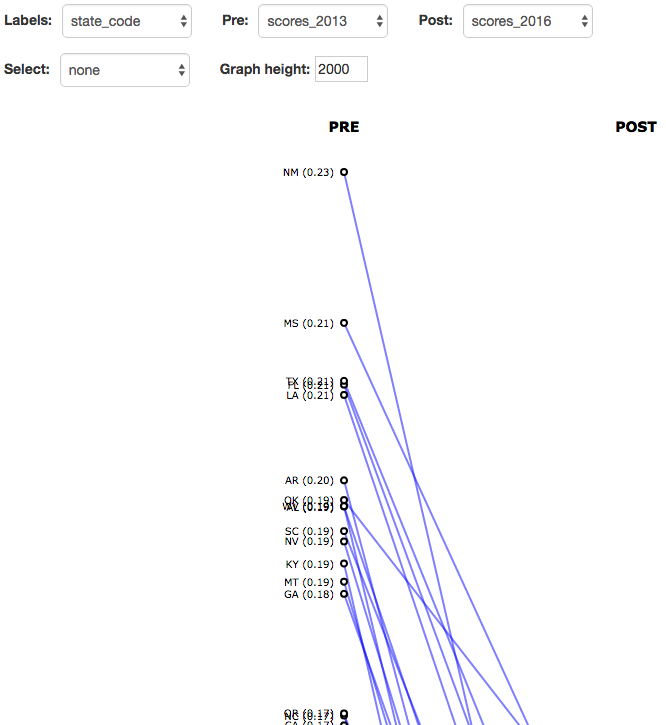 Labels: state_code Pre: scores_2013 Post: scores_2016
Select: none Graph height: 2000
PRE POST
NM (0.23)
MS (0.21)
TX (0.21)
FL (0.21)
LA (0.21)
AR (0.20)
OK (0.19)
AL (0.19)
SC (0.19)
NV (0.19)
KY (0.19)
MT (0.19)
GA (0.18)
OR (0.17)
NC (0.17)
CA (0.17)